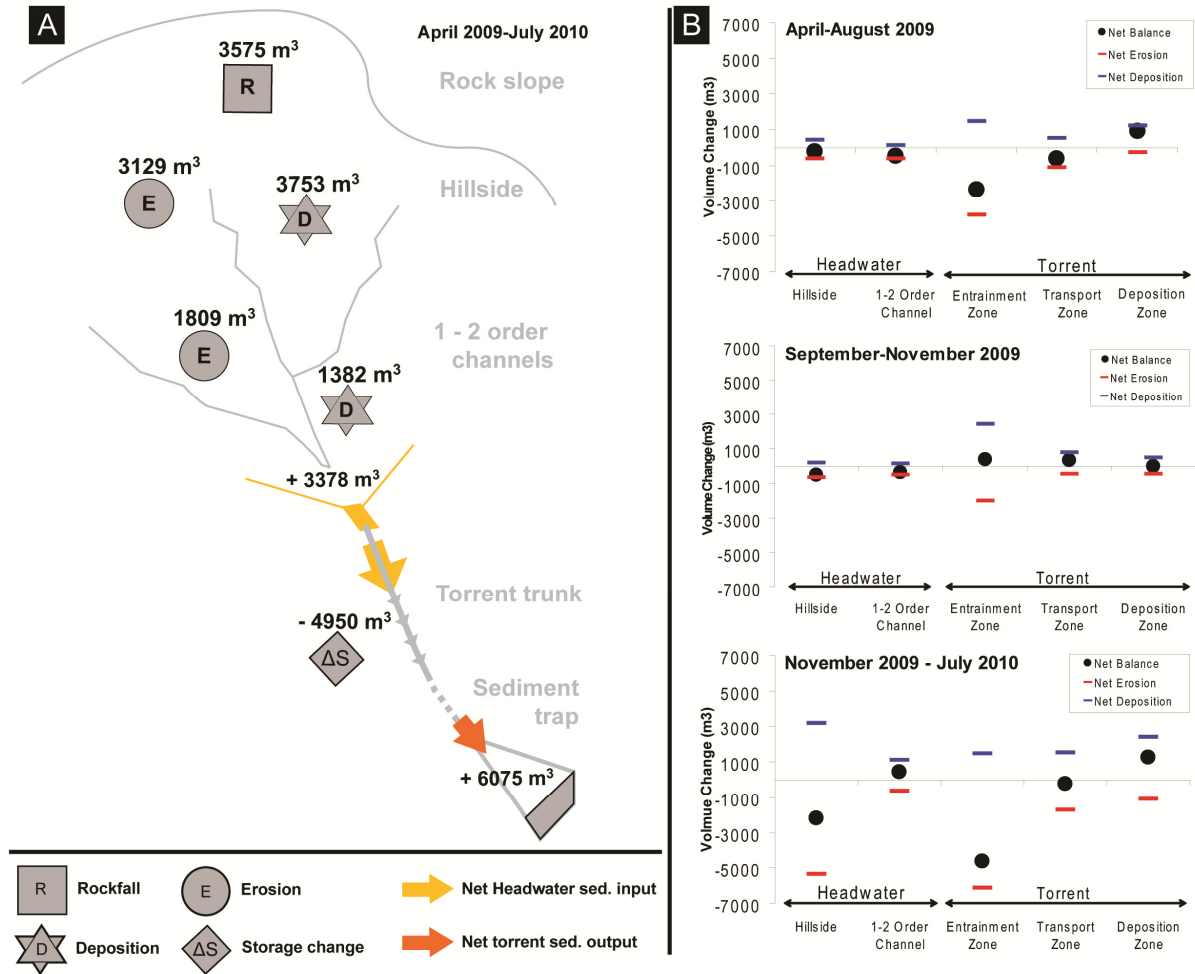 A
April 2009-July 2010
3575 m³
R
Rock slope
3129 m³
E
3753 m³
D
Hillside
1809 m³
E
1 - 2 order
channels
1382 m³
D
+ 3378 m³
Torrent trunk
- 4950 m³
ΔS
Sediment
trap
+ 6075 m³
R
Rockfall
E
Erosion
Net Headwater sed. input
D
Deposition
ΔS
Storage change
Net torrent sed. output
B
April-August 2009
Net Balance
Net Erosion
Net Deposition
Volume Change (m3)
7000
5000
3000
1000
-1000
-3000
-5000
-7000
Headwater
Torrent
Hillside
1-2 Order
Channel
Entrainment
Zone
Transport
Zone
Deposition
Zone
September-November 2009
Net Balance
Net Erosion
Net Deposition
Volume Change (m3)
7000
5000
3000
1000
-1000
-3000
-5000
-7000
Headwater
Torrent
Hillside
1-2 Order
Channel
Entrainment
Zone
Transport
Zone
Deposition
Zone
November 2009 - July 2010
Net Balance
Net Erosion
Net Deposition
Volmue Change (m3)
7000
5000
3000
1000
-1000
-3000
-5000
-7000
Headwater
Torrent
Hillside
1-2 Order
Channel
Entrainment
Zone
Transport
Zone
Deposition
Zone